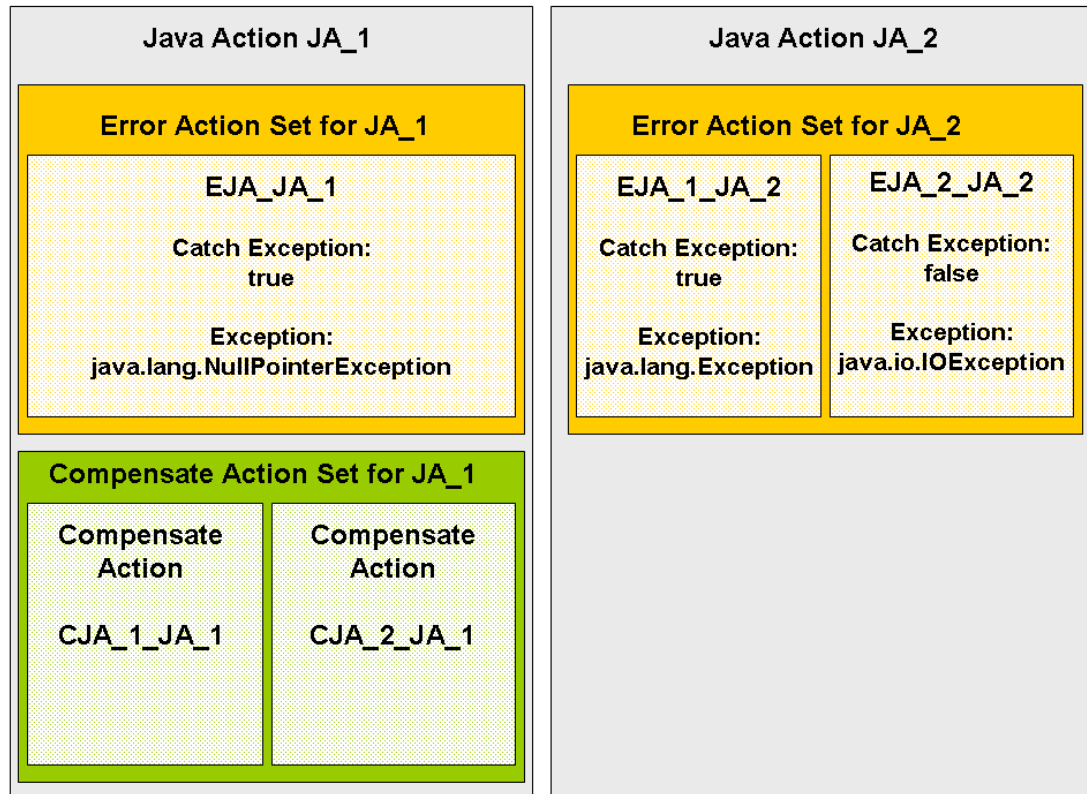 Java Action JA_1
Error Action Set for JA_1
EJA_JA_1
Catch Exception:
true
Exception:
java.lang.NullPointerException
Compensate Action Set for JA_1
Compensate
Action
CJA_1_JA_1
Compensate
Action
CJA_2_JA_1
Java Action JA_2
Error Action Set for JA_2
EJA_1_JA_2
Catch Exception:
true
Exception:
java.lang.Exception
EJA_2_JA_2
Catch Exception:
false
Exception:
java.io.IOException